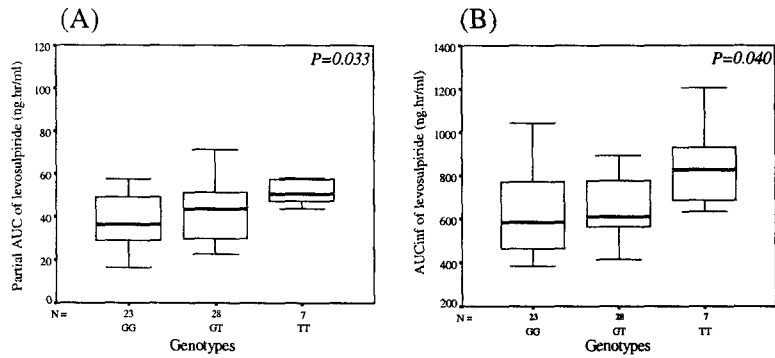 (A)
P=0.033
Partial AUC of levosulpiride (ng.hr/ml)
120
100
80
60
40
20
0
N = 23 28 7
GG GT TT
Genotypes
(B)
P=0.040
AUCinf of levosulpiride (ng.hr/ml)
1400
1200
1000
800
600
400
200
N = 23 28 7
GG GT TT
Genotypes